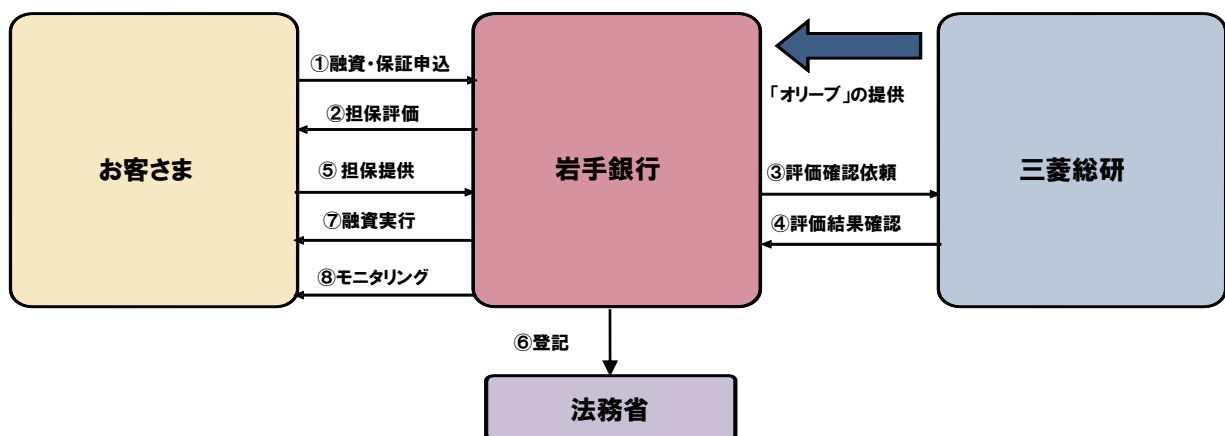 お客さま
①融資・保証申込
②担保評価
⑤担保提供
⑦融資実行
⑧モニタリング
岩手銀行
「オリーブ」の提供
③評価確認依頼
④評価結果確認
三菱総研
⑥登記
法務省